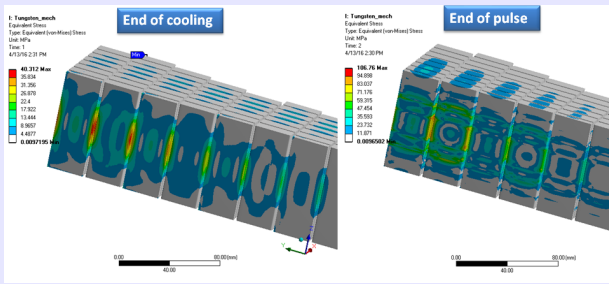 End of cooling
I: Tungsten_mech
Equivalent Stress
Type: Equivalent (von-Mises) Stress
Unit: MPa
Time: 1
4/13/16 2:31 PM
40.312 Max
35.834
31.356
26.878
22.4
17.922
13.444
8.9657
4.4877
0.0097195 Min
Min
Z
Y
X
0.00
80.00 (mm)
40.00
End of pulse
I: Tungsten_mech
Equivalent Stress
Type: Equivalent (von-Mises) Stress
Unit: MPa
Time: 2
4/13/16 2:30 PM
106.76 Max
94.898
83.037
71.176
59.315
47.454
35.593
23.732
11.871
0.0096502 Min
0.00
80.00 (mm)
40.00